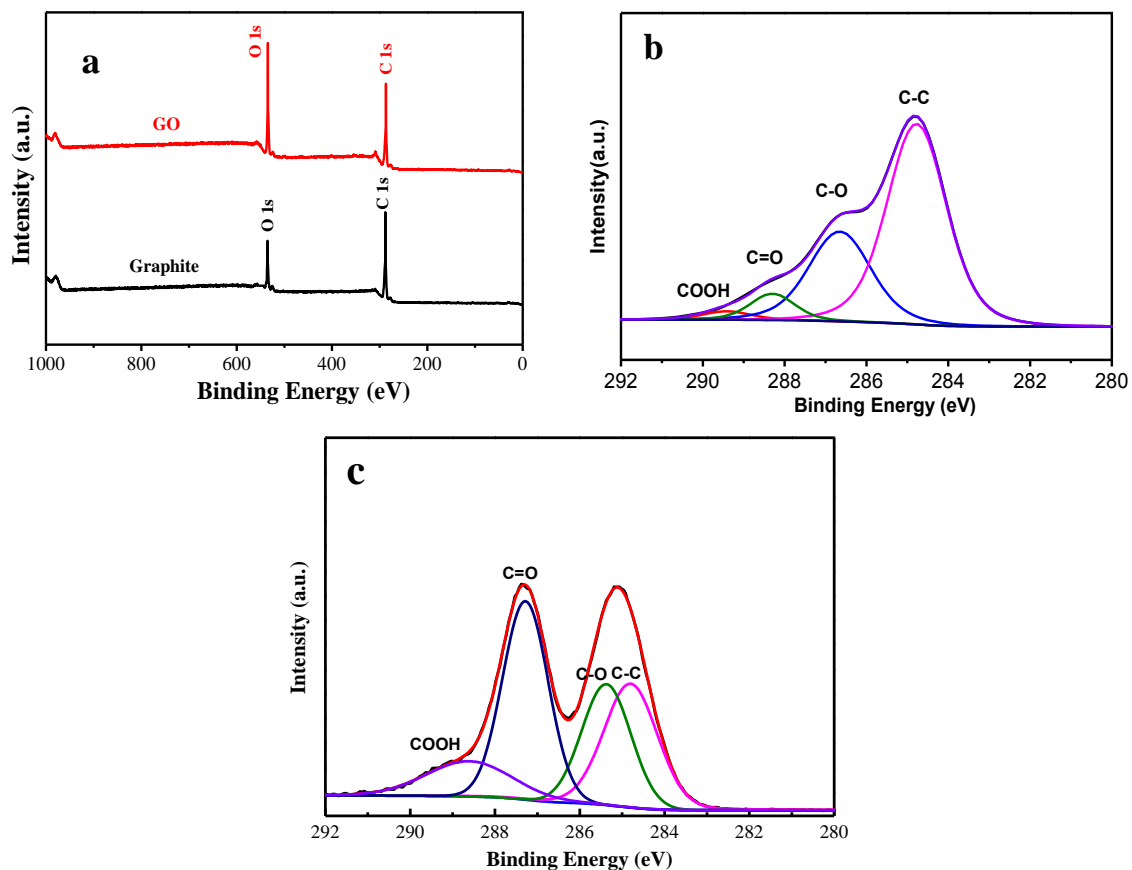 a
O 1s
C 1s
GO
O 1s
C 1s
Graphite
Intensity (a.u.)
1000 800 600 400 200 0
Binding Energy (eV)
b
C-C
C-O
C=O
COOH
Intensity(a.u.)
292 290 288 286 284 282 280
Binding Energy (eV)
c
C=O
C-O C-C
COOH
Intensity (a.u.)
292 290 288 286 284 282 280
Binding Energy (eV)